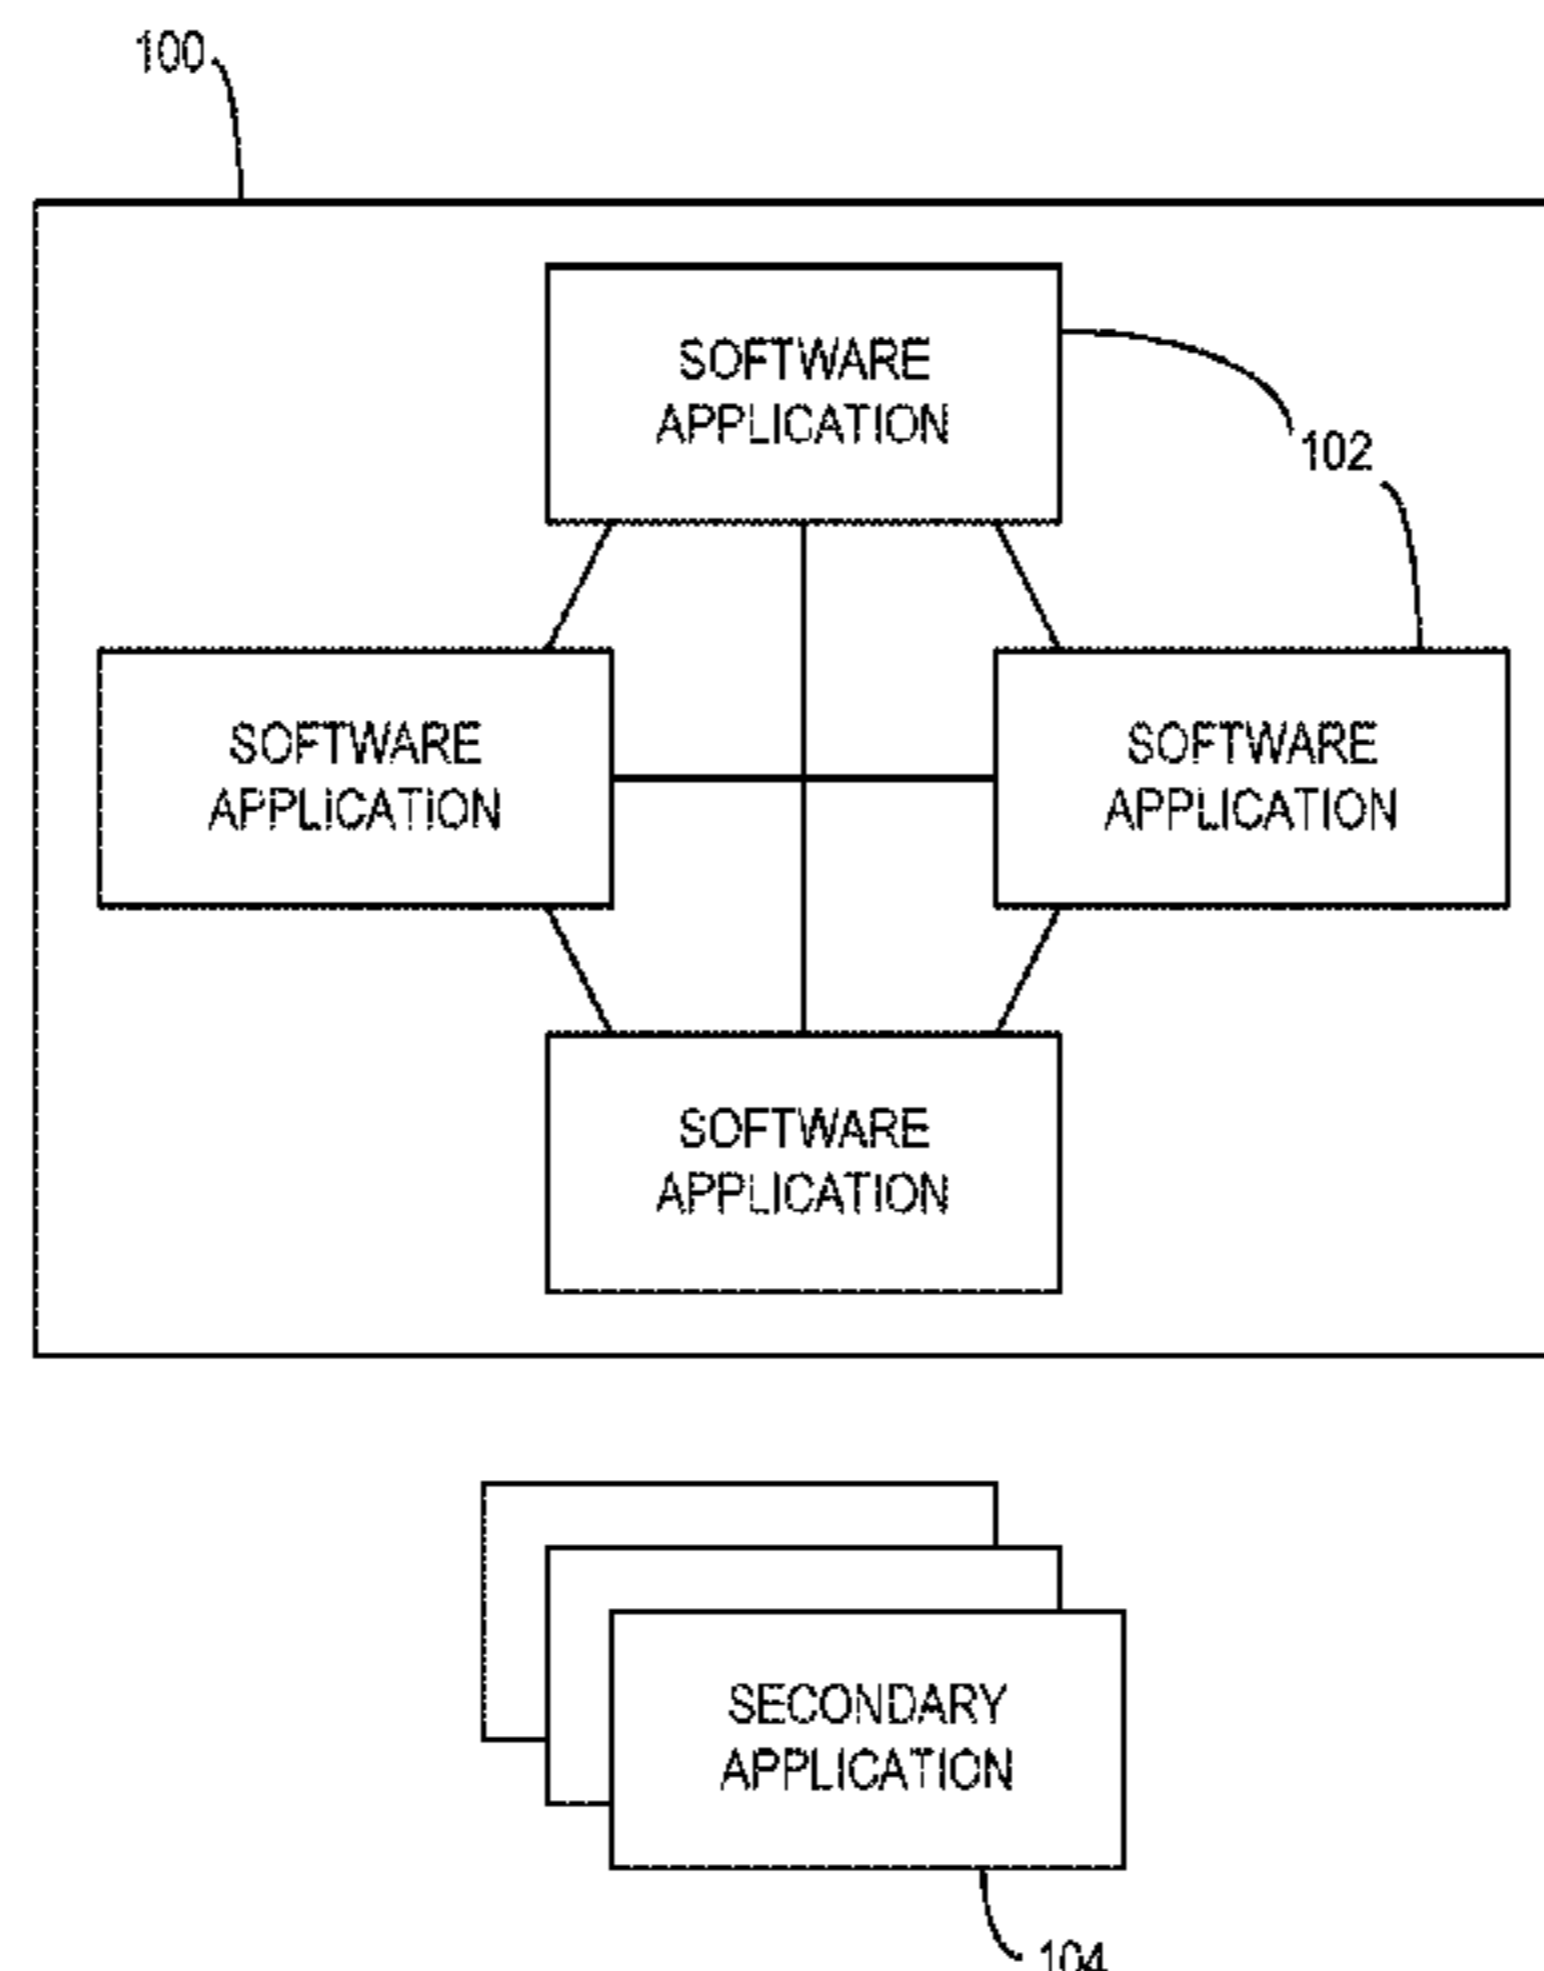 100
SOFTWARE
APPLICATION
102
SOFTWARE
APPLICATION
SOFTWARE
APPLICATION
SOFTWARE
APPLICATION
SECONDARY
APPLICATION
104